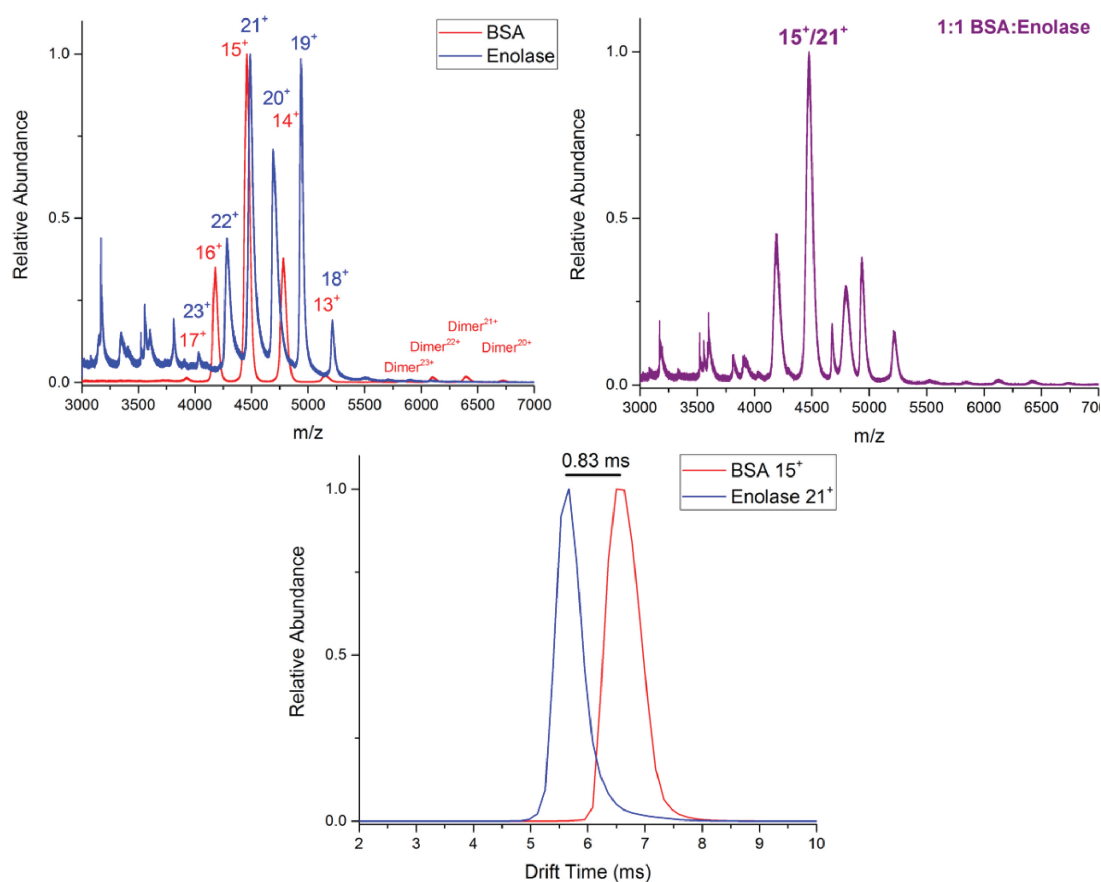 21⁺
19⁺
15⁺
BSA
Enolase
20⁺
14⁺
22⁺
16⁺
18⁺
23⁺
13⁺
17⁺
Dimer²¹⁺
Dimer²²⁺
Dimer²⁰⁺
Dimer²³⁺
1.0
0.5
0.0
Relative Abundance
3000 3500 4000 4500 5000 5500 6000 6500 7000
m/z
15⁺/21⁺
1:1 BSA:Enolase
1.0
0.5
0.0
Relative Abundance
3000 3500 4000 4500 5000 5500 6000 6500
m/z
0.83 ms
BSA 15⁺
Enolase 21⁺
1.0
0.5
0.0
Relative Abundance
2 3 4 5 6 7 8 9 10
Drift Time (ms)